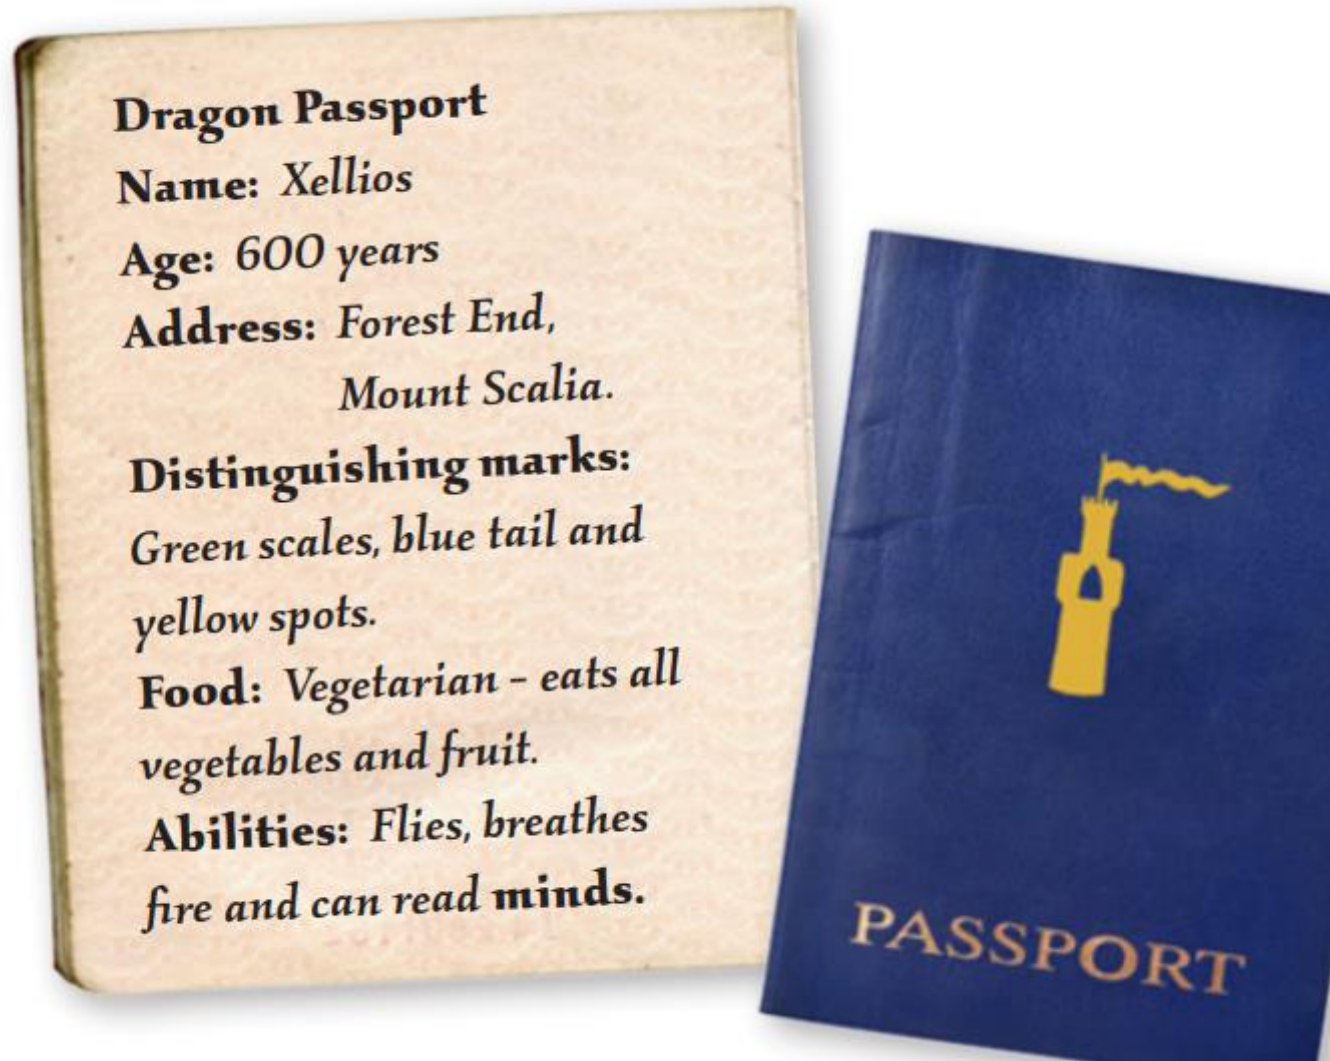 Dragon Passport
Name: Xellios
Age: 600 years
Address: Forest End,
Mount Scalia.
Distinguishing marks:
Green scales, blue tail and
yellow spots.
Food: Vegetarian – eats all
vegetables and fruit.
Abilities: Flies, breathes
fire and can read minds.
PASSPORT